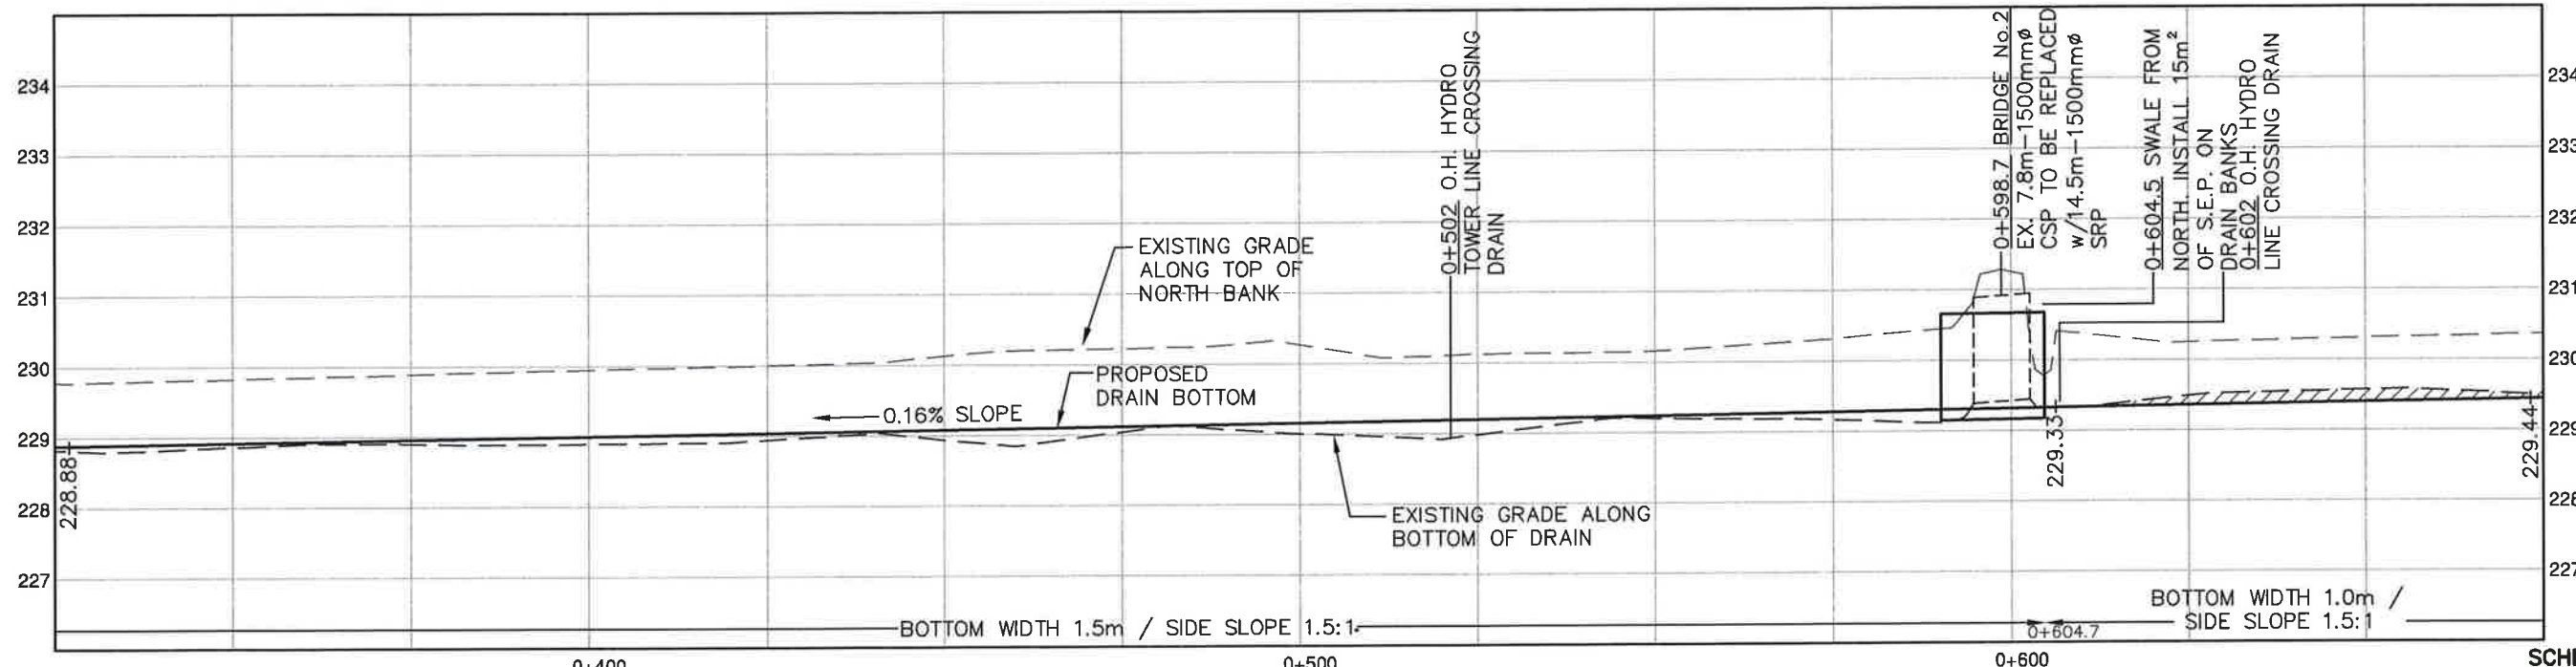 234
233
232
231
230
229
228
227
228.88
EXISTING GRADE
ALONG TOP OF
NORTH BANK
PROPOSED
DRAIN BOTTOM
0.16% SLOPE
EXISTING GRADE ALONG
BOTTOM OF DRAIN
0+502 O.H. HYDRO
TOWER LINE CROSSING
DRAIN
0+598.7 BRIDGE No.2
EX. 7.8m-1500mmø
CSP TO BE REPLACED
w/14.5m-1500mmø
SRP
0+604.5 SWALE FROM
NORTH. INSTALL 15m²
OF S.E.P. ON
DRAIN BANKS
0+602 O.H. HYDRO
LINE CROSSING DRAIN
229.33
229.44
234
233
232
231
230
229
228
227
BOTTOM WIDTH 1.5m / SIDE SLOPE 1.5:1
0+604.7
BOTTOM WIDTH 1.0m /
SIDE SLOPE 1.5:1
0+400
0+500
0+600
SCH